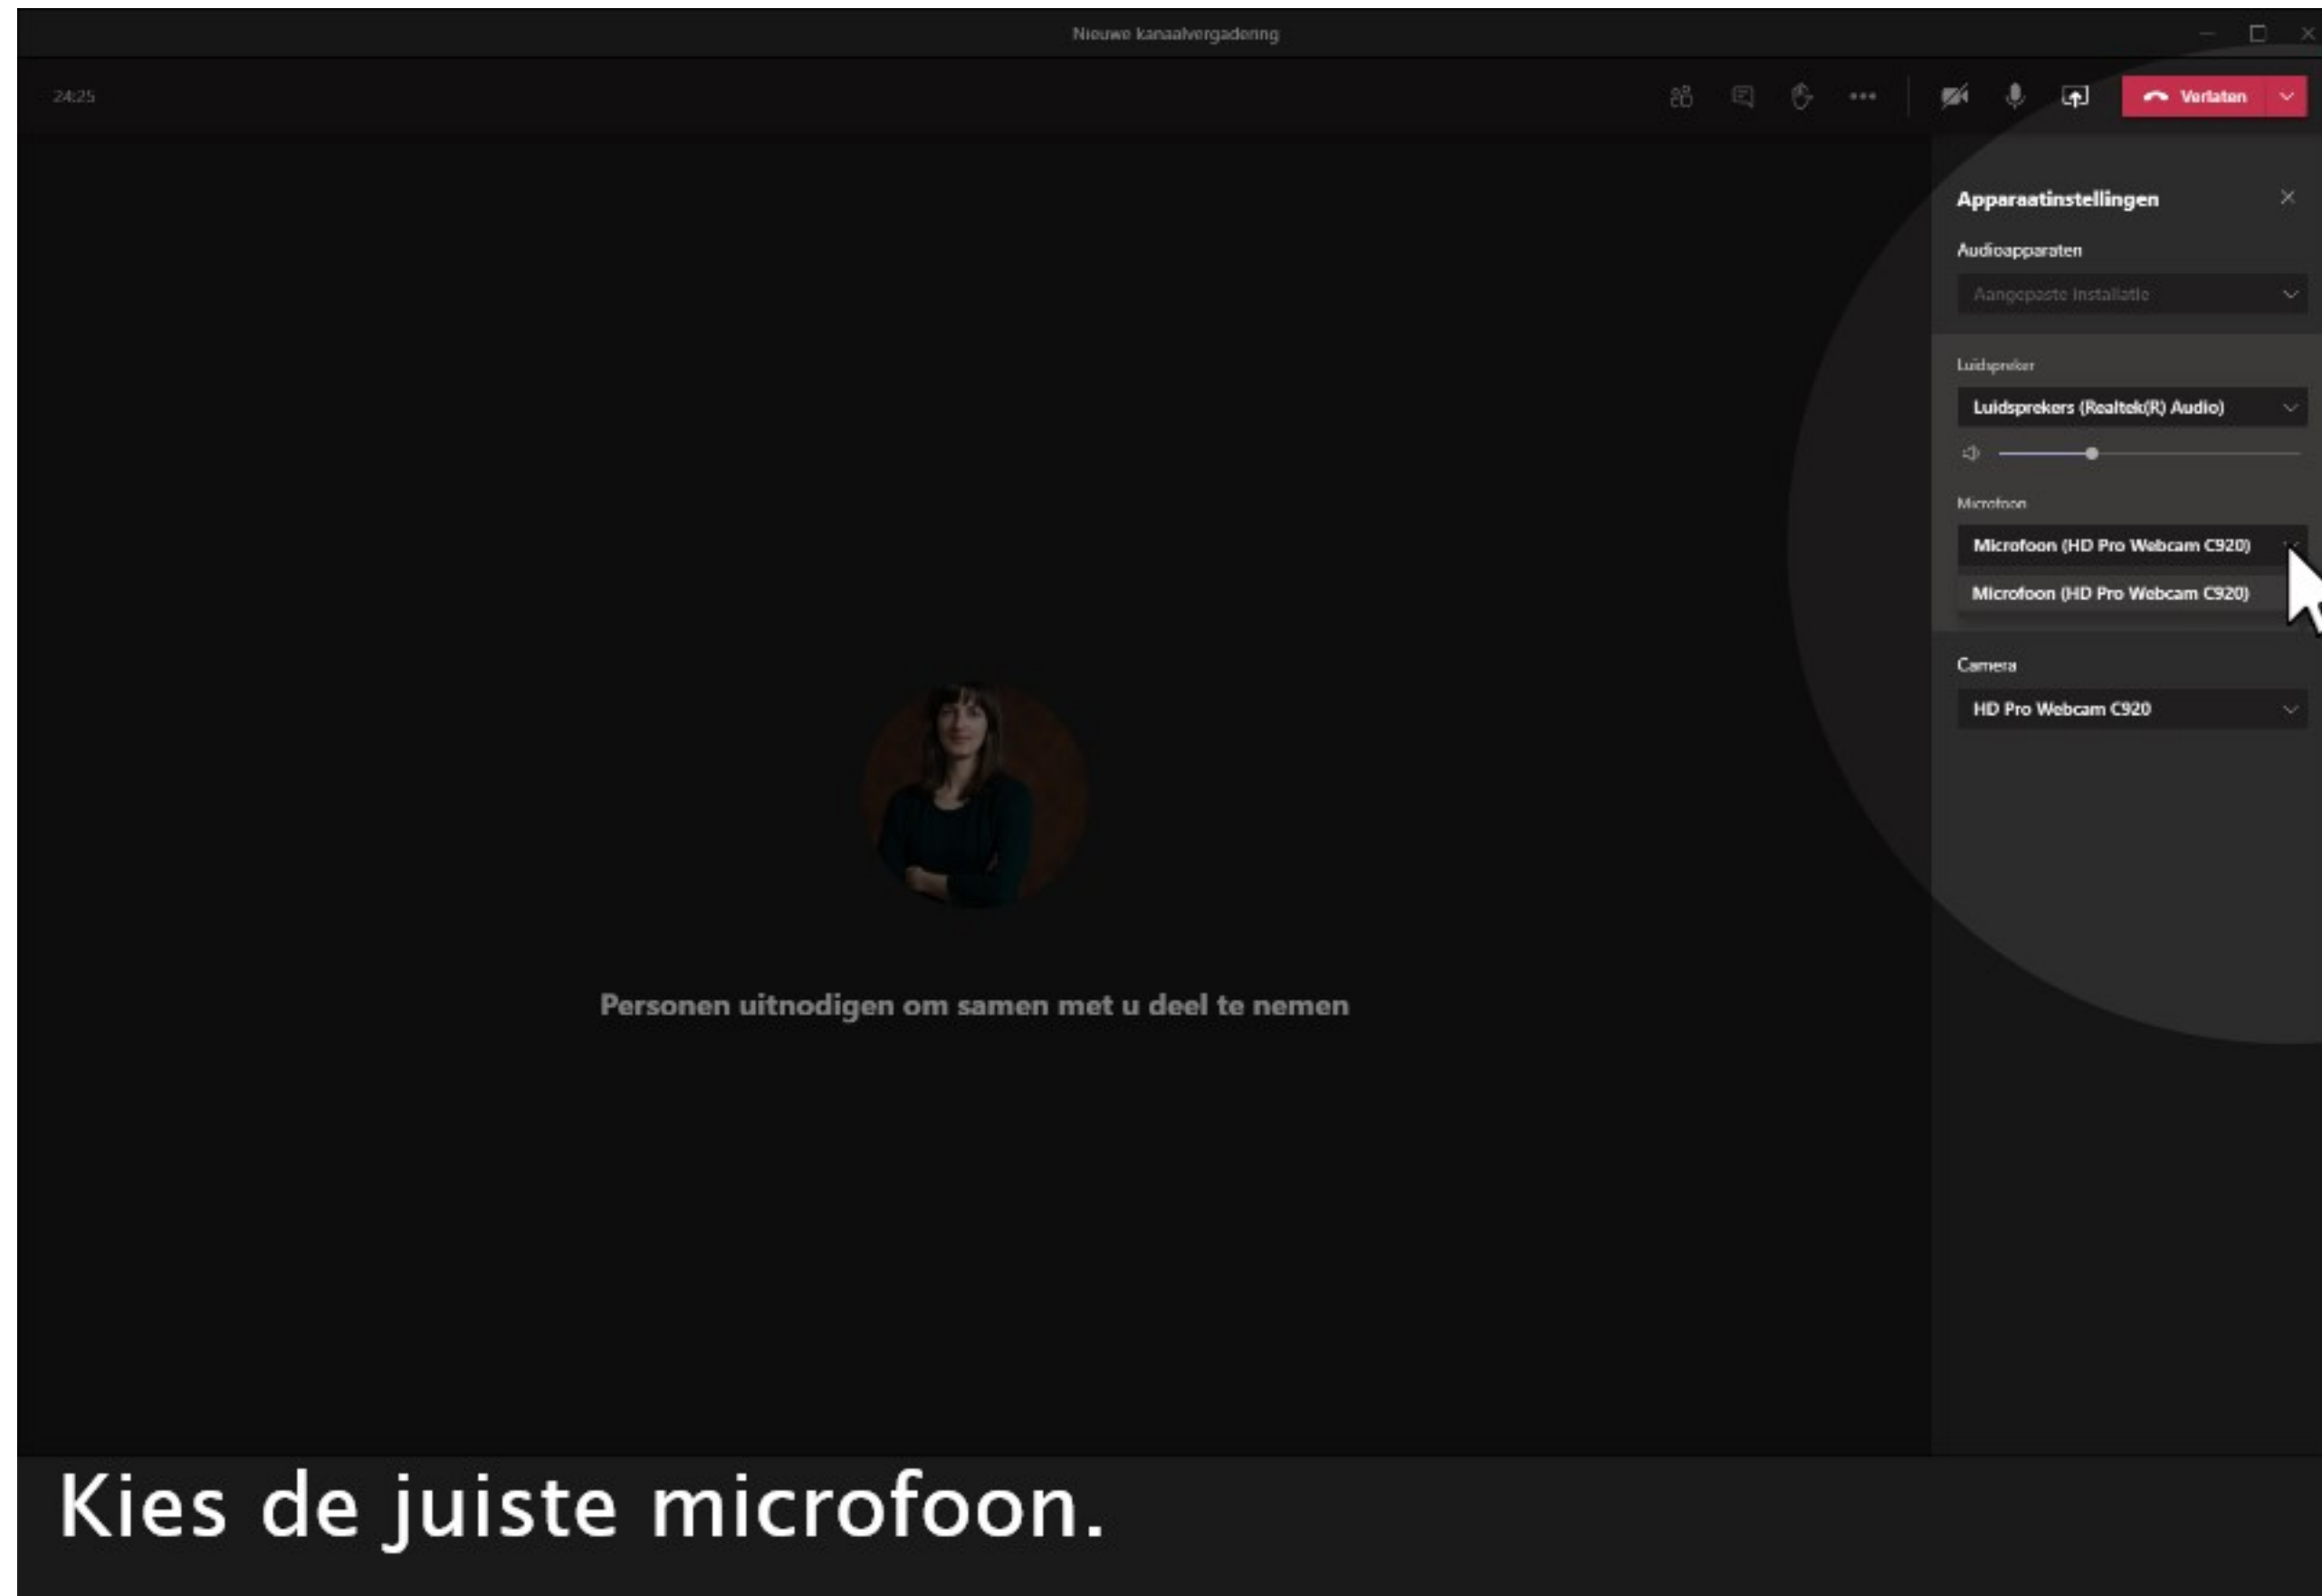 Nieuwe kanaalvergadering
24:25
Verlaten
Apparaatinstellingen
Audioapparaten
Aangepaste installatie
Luidspreker
Luidsprekers (Realtek(R) Audio)
Microfoon
Microfoon (HD Pro Webcam C920)
Microfoon (HD Pro Webcam C920)
Camera
HD Pro Webcam C920
Personen uitnodigen om samen met u deel te nemen
Kies de juiste microfoon.